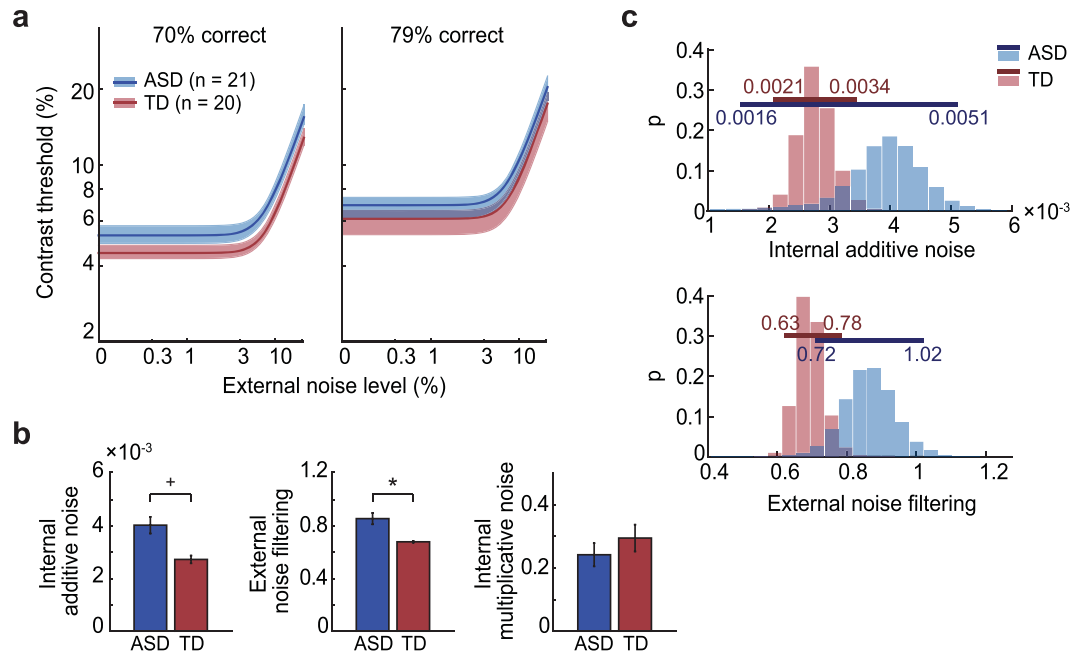 a
70% correct
79% correct
ASD (n = 21)
TD (n = 20)
Contrast threshold (%)
20
10
8
6
4
2
0 0.3 1 3 10
0 0.3 1 3 10
External noise level (%)
b
×10-3
Internal additive noise
6
4
2
0
+
ASD TD
External noise filtering
1.2
0.8
0.4
0
*
ASD TD
Internal multiplicative noise
0.4
0.2
0
ASD TD
c
ASD
TD
p
0.4
0.3
0.2
0.1
0
0.0021 0.0034
0.0016 0.0051
1 2 3 4 5 6 ×10-3
Internal additive noise
p
0.4
0.3
0.2
0.1
0
0.63 0.78
0.72 1.02
0.4 0.6 0.8 1 1.2
External noise filtering